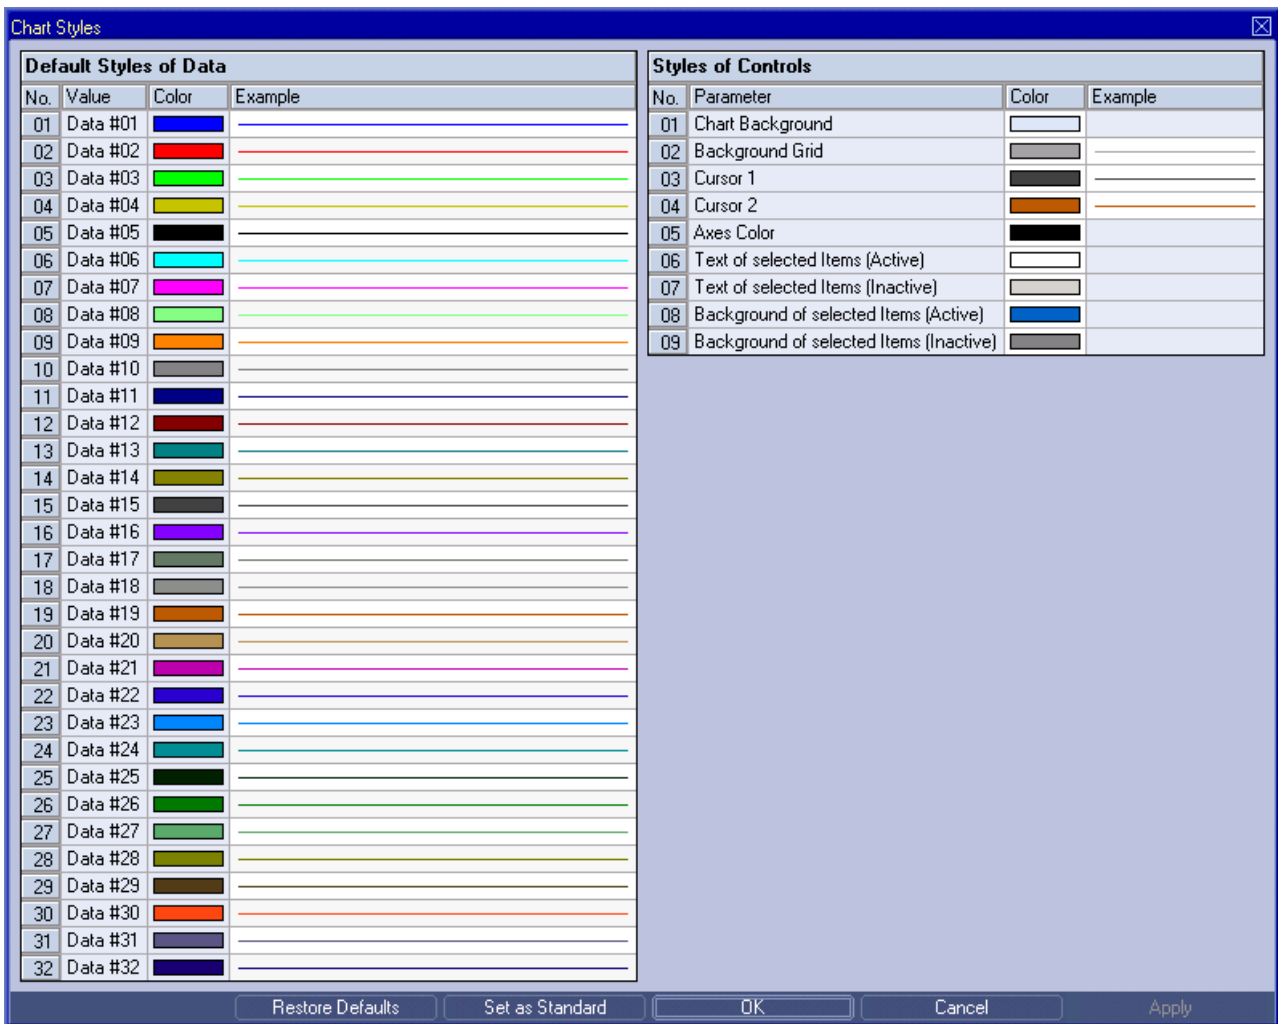 Chart Styles
Default Styles of Data
No. Value Color Example
01 Data #01
02 Data #02
03 Data #03
04 Data #04
05 Data #05
06 Data #06
07 Data #07
08 Data #08
09 Data #09
10 Data #10
11 Data #11
12 Data #12
13 Data #13
14 Data #14
15 Data #15
16 Data #16
17 Data #17
18 Data #18
19 Data #19
20 Data #20
21 Data #21
22 Data #22
23 Data #23
24 Data #24
25 Data #25
26 Data #26
27 Data #27
28 Data #28
29 Data #29
30 Data #30
31 Data #31
32 Data #32
Styles of Controls
No. Parameter Color Example
01 Chart Background
02 Background Grid
03 Cursor 1
04 Cursor 2
05 Axes Color
06 Text of selected Items (Active)
07 Text of selected Items (Inactive)
08 Background of selected Items (Active)
09 Background of selected Items (Inactive)
Restore Defaults Set as Standard OK Cancel Apply